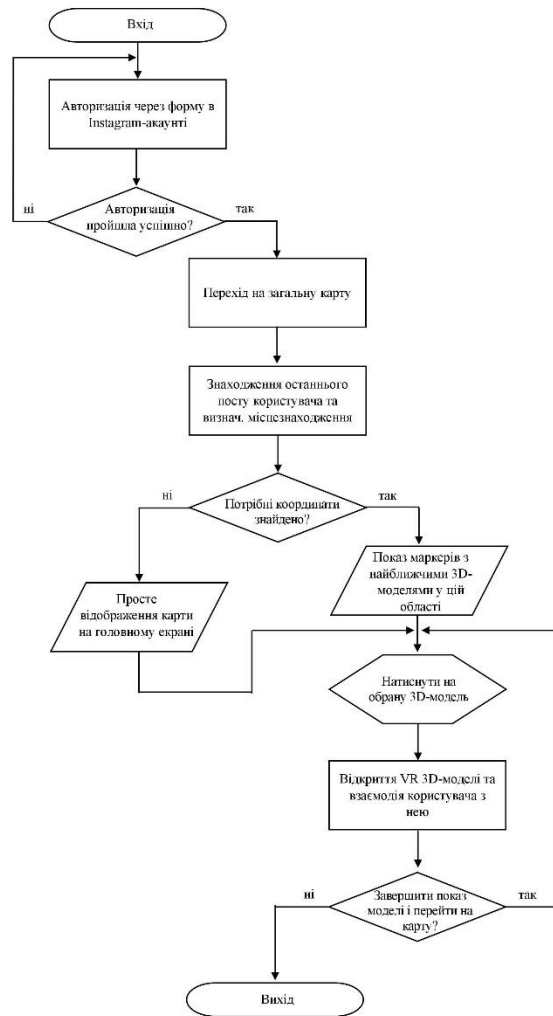 Вхід
Авторизація через форму в
Instagram-акаунті
ні
Авторизація
пройшла успішно?
так
Перехід на загальну карту
Знаходження останнього
посту користувача та
визнач. місцезнаходження
ні
Потрібні координати
знайдено?
так
Просте
відображення карти
на головному екрані
Показ маркерів з
найближчими 3D-
моделями у цій
області
Натиснути на
обрану 3D-модель
Відкриття VR 3D-моделі та
взаємодія користувача з
нею
ні
Завершити показ
моделі і перейти на
карту?
так
Вихід